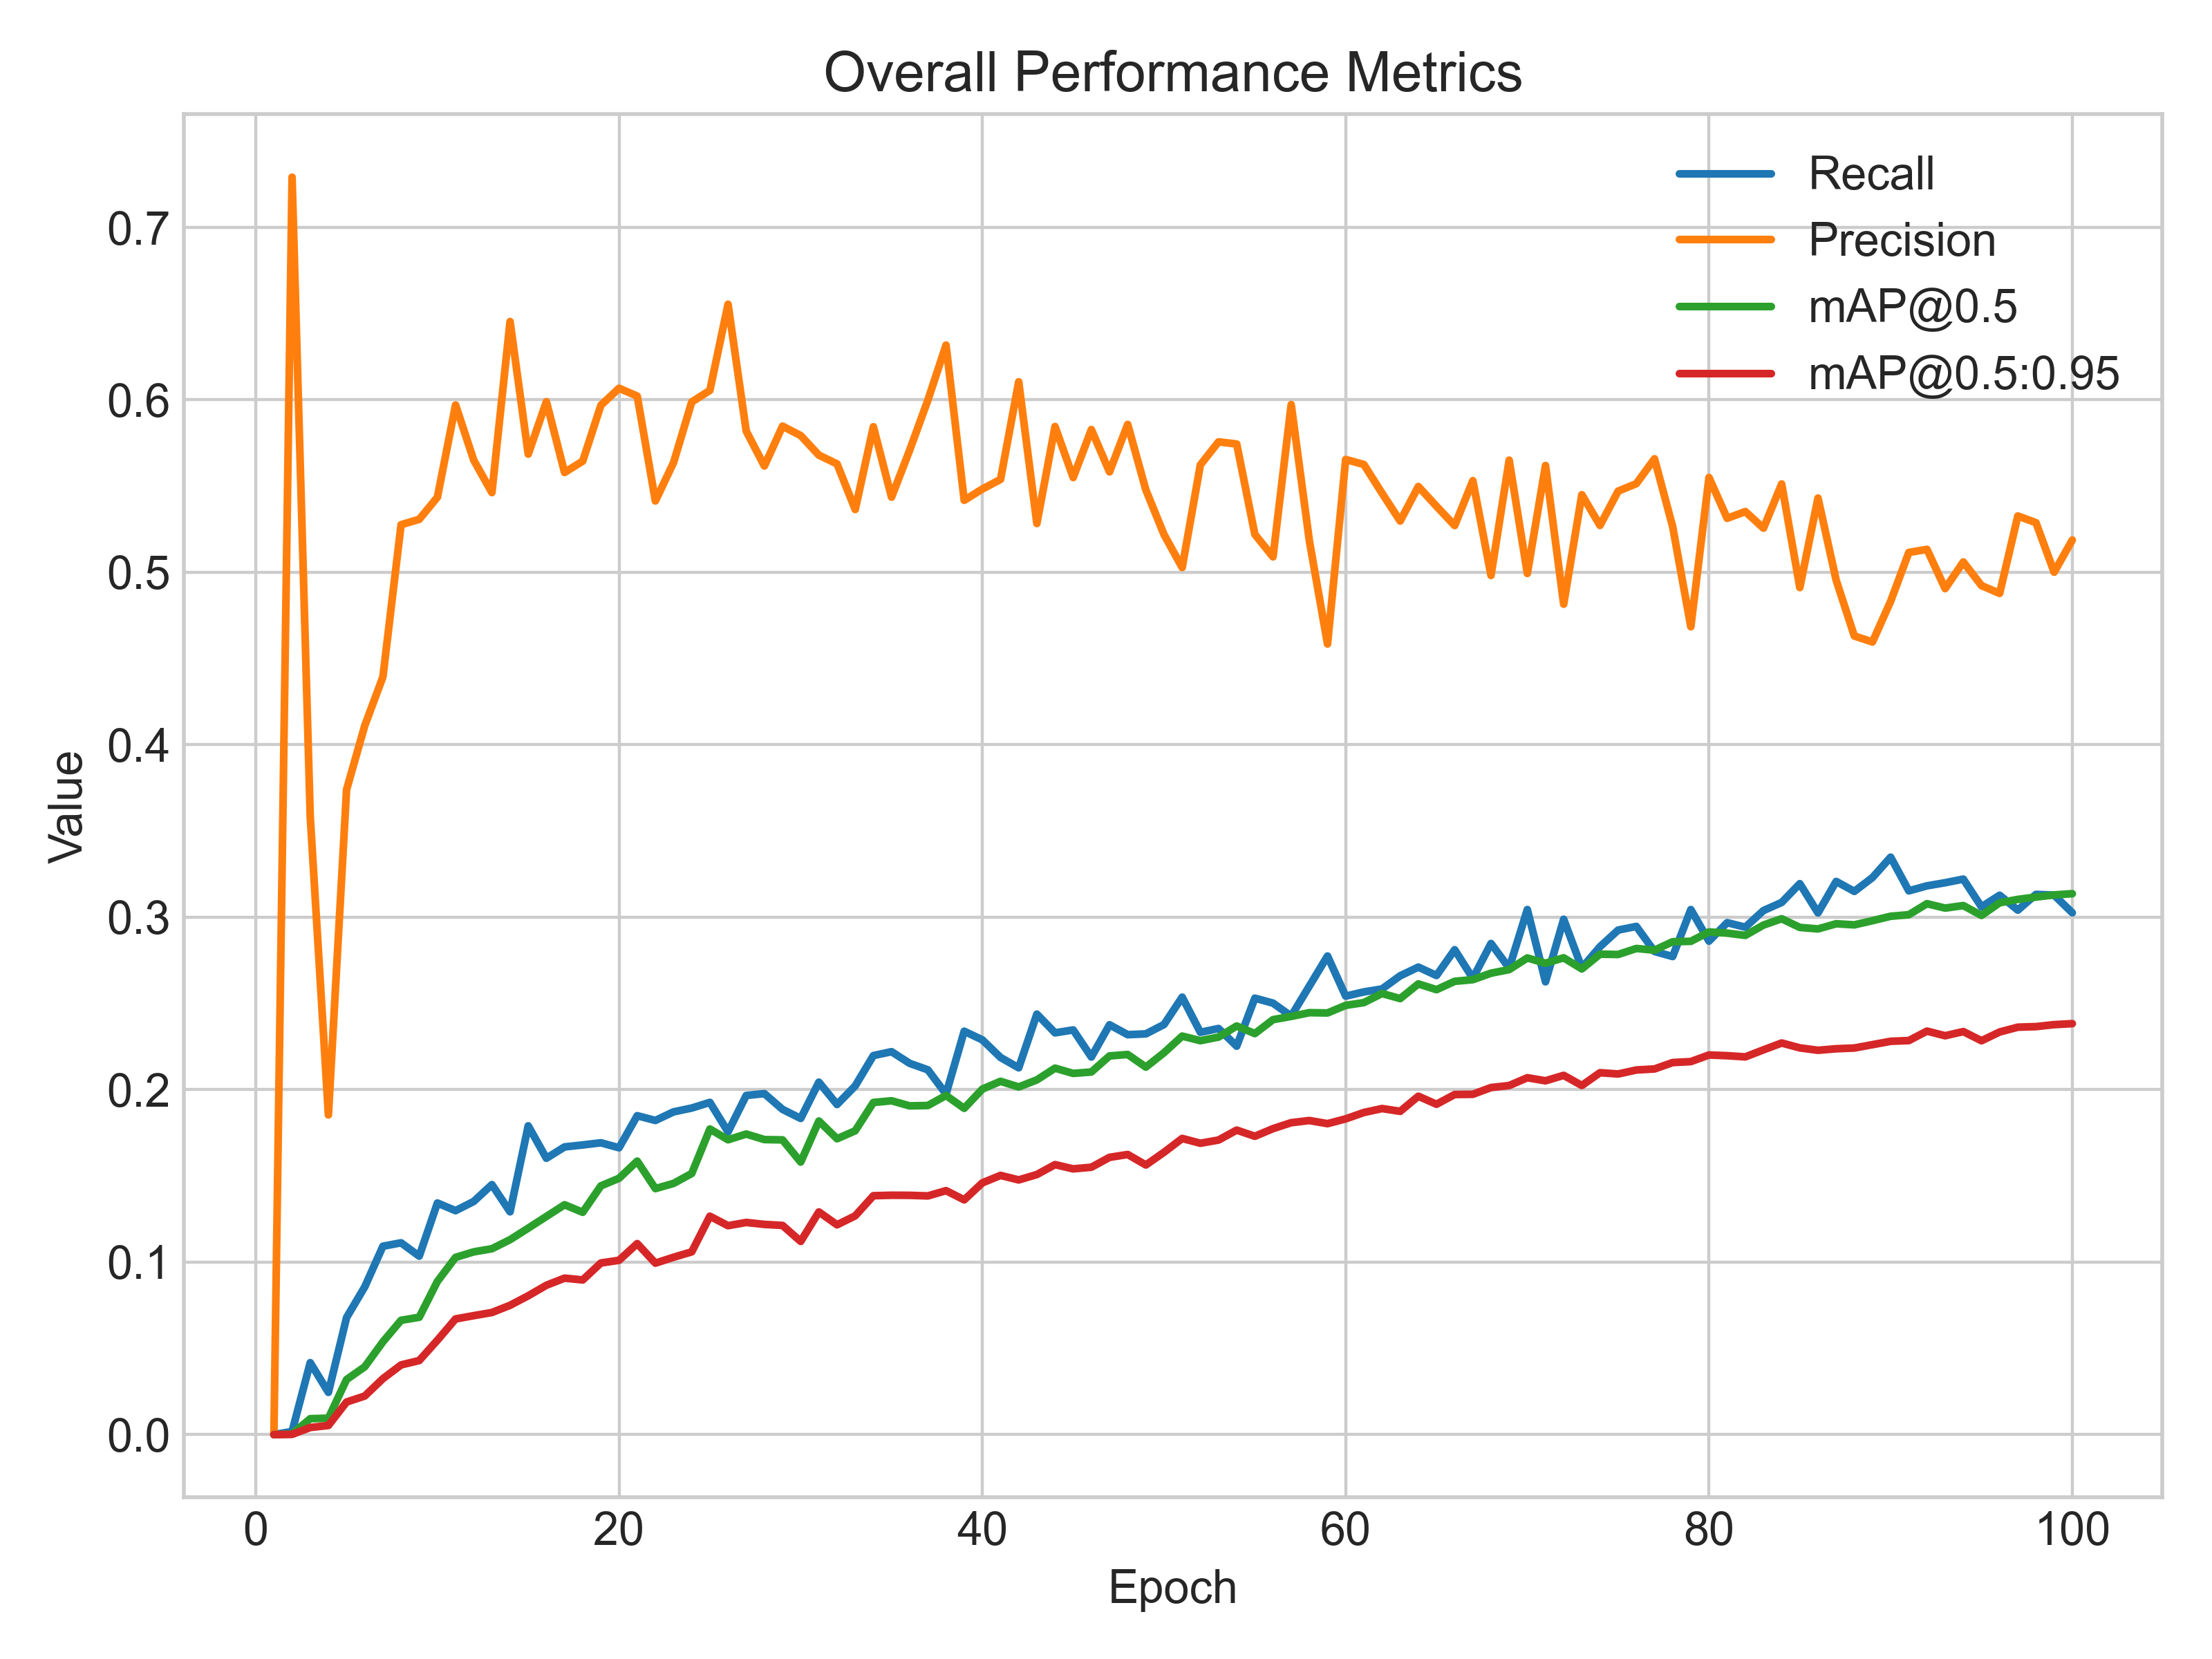 Overall Performance Metrics
Recall
Precision
mAP@0.5
mAP@0.5:0.95
0.7
0.6
0.5
0.4
0.3
0.2
0.1
0.0
Value
0 20 40 60 80 100
Epoch